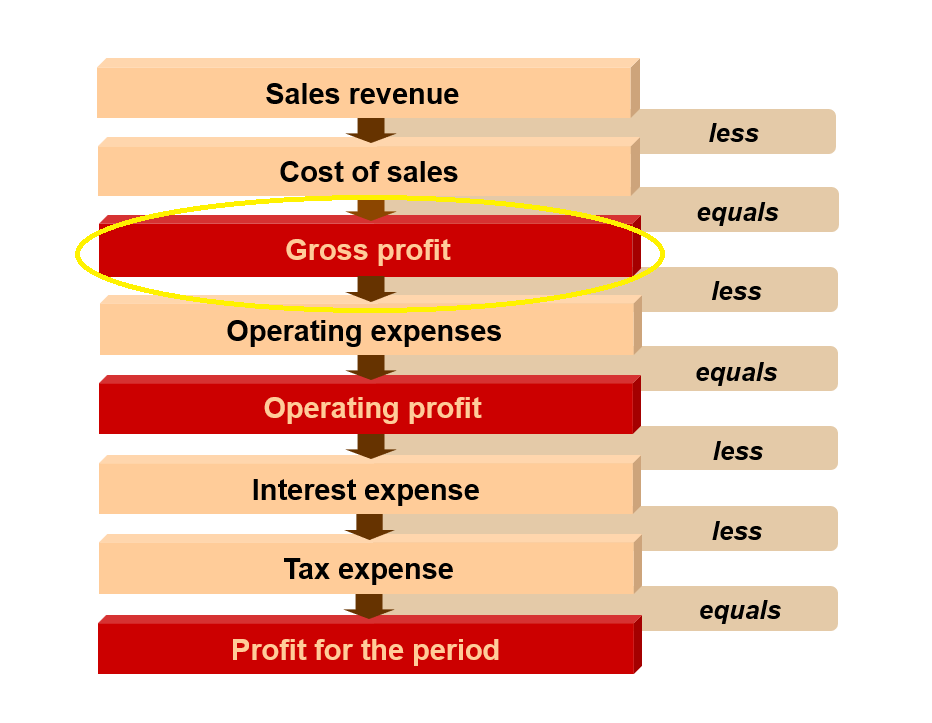 Sales revenue
less
Cost of sales
equals
Gross profit
less
Operating expenses
equals
Operating profit
less
Interest expense
less
Tax expense
equals
Profit for the period